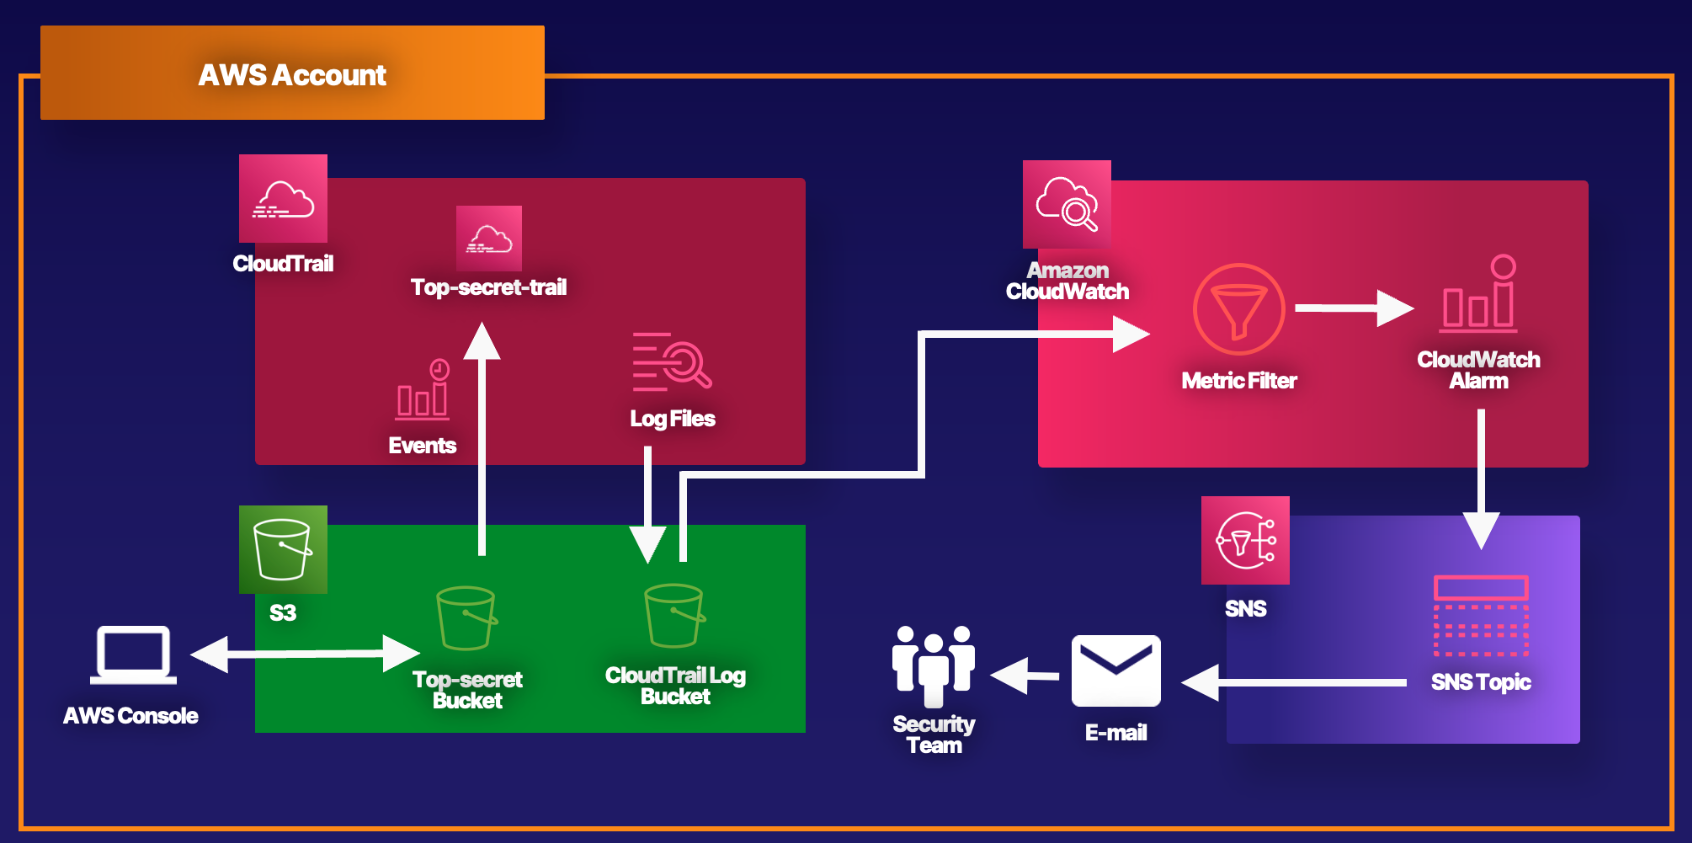 AWS Account
CloudTrail
Top-secret-trail
Events
Log Files
Amazon
CloudWatch
Metric Filter
CloudWatch
Alarm
S3
Top-secret
Bucket
CloudTrail Log
Bucket
AWS Console
SNS
SNS Topic
E-mail
Security
Team